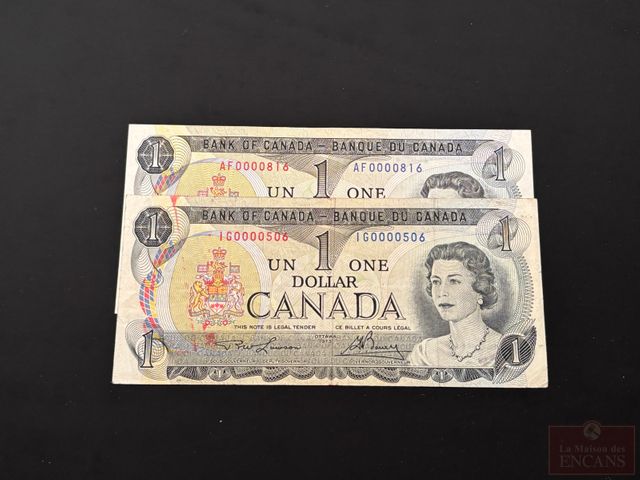 BANK OF CANADA – BANQUE DU CANADA
1 AF0000816 1 AF0000816 1
UN ONE
BANK OF CANADA – BANQUE DU CANADA
1 IG0000506 1 IG0000506 1
UN ONE
DOLLAR
CANADA
THIS NOTE IS LEGAL TENDER CE BILLET A COURS LÉGAL
OTTAWA
1973
1 1
La Maison des
ENCANS